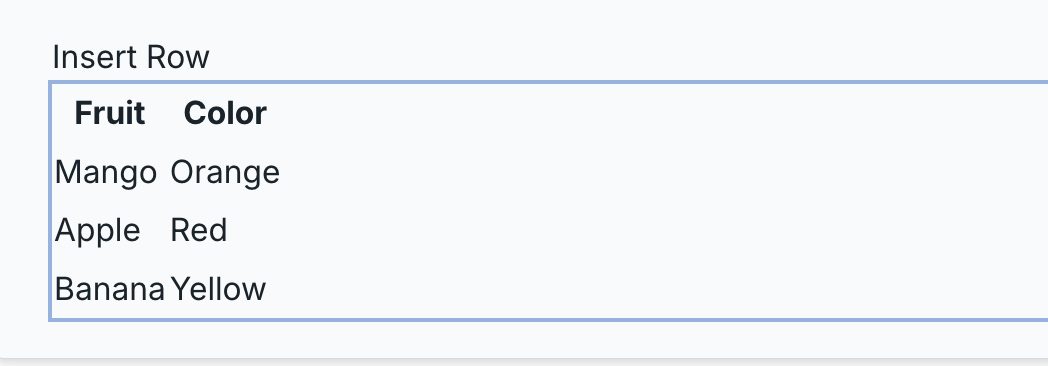 Insert Row
Fruit Color
Mango Orange
Apple Red
Banana Yellow